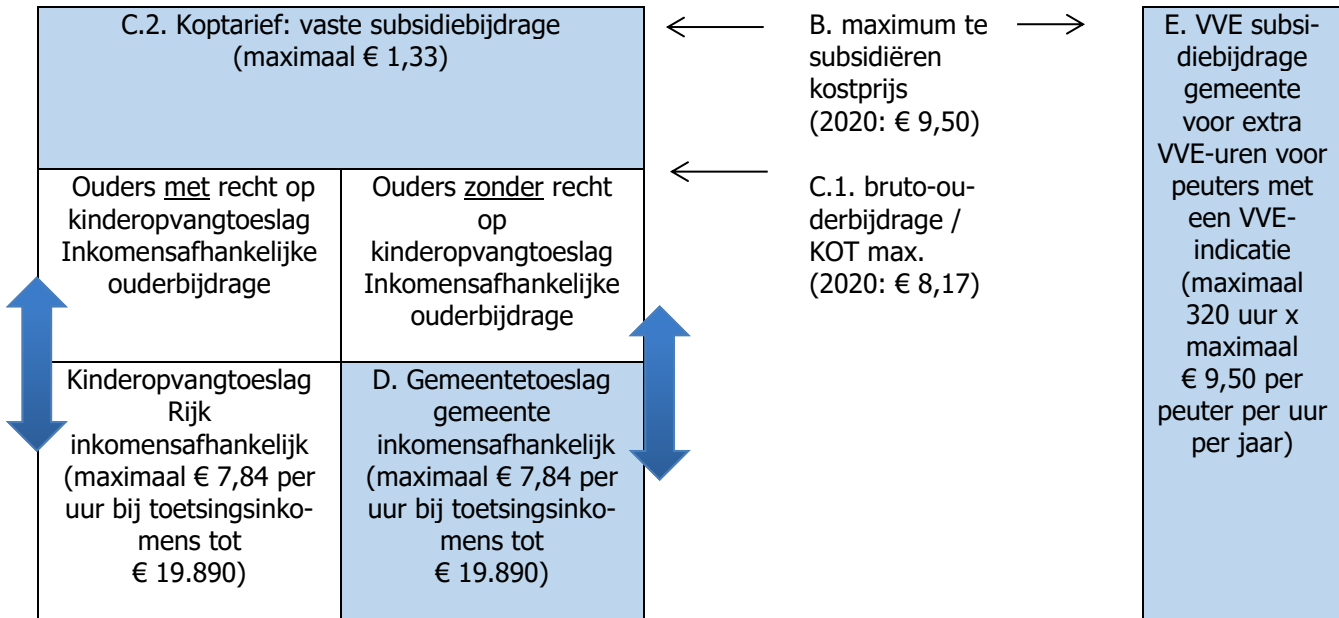 C.2. Koptarief: vaste subsidiebijdrage
(maximaal € 1,33)
B. maximum te
subsidiëren
kostprijs
(2020: € 9,50)
E. VVE subsi-
diebijdrage
gemeente
voor extra
VVE-uren voor
peuters met
een VVE-
indicatie
(maximaal
320 uur x
maximaal
€ 9,50 per
peuter per uur
per jaar)
Ouders met recht op
kinderopvangtoeslag
Inkomensafhankelijke
ouderbijdrage
Ouders zonder recht
op
kinderopvangtoeslag
Inkomensafhankelijke
ouderbijdrage
C.1. bruto-ou-
derbijdrage /
KOT max.
(2020: € 8,17)
Kinderopvangtoeslag
Rijk
inkomensafhankelijk
(maximaal € 7,84 per
uur bij toetsingsinko-
mens tot
€ 19.890)
D. Gemeentetoeslag
gemeente
inkomensafhankelijk
(maximaal € 7,84 per
uur bij toetsingsinko-
mens tot
€ 19.890)